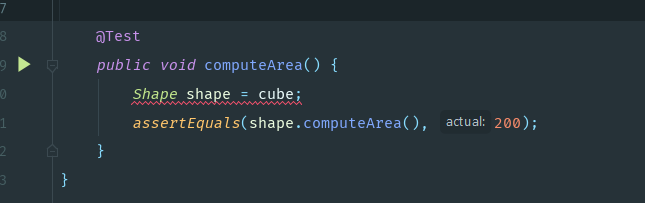 7
8 @Test
9 public void computeArea() {
0 Shape shape = cube;
1 assertEquals(shape.computeArea(), actual: 200);
2 }
3 }